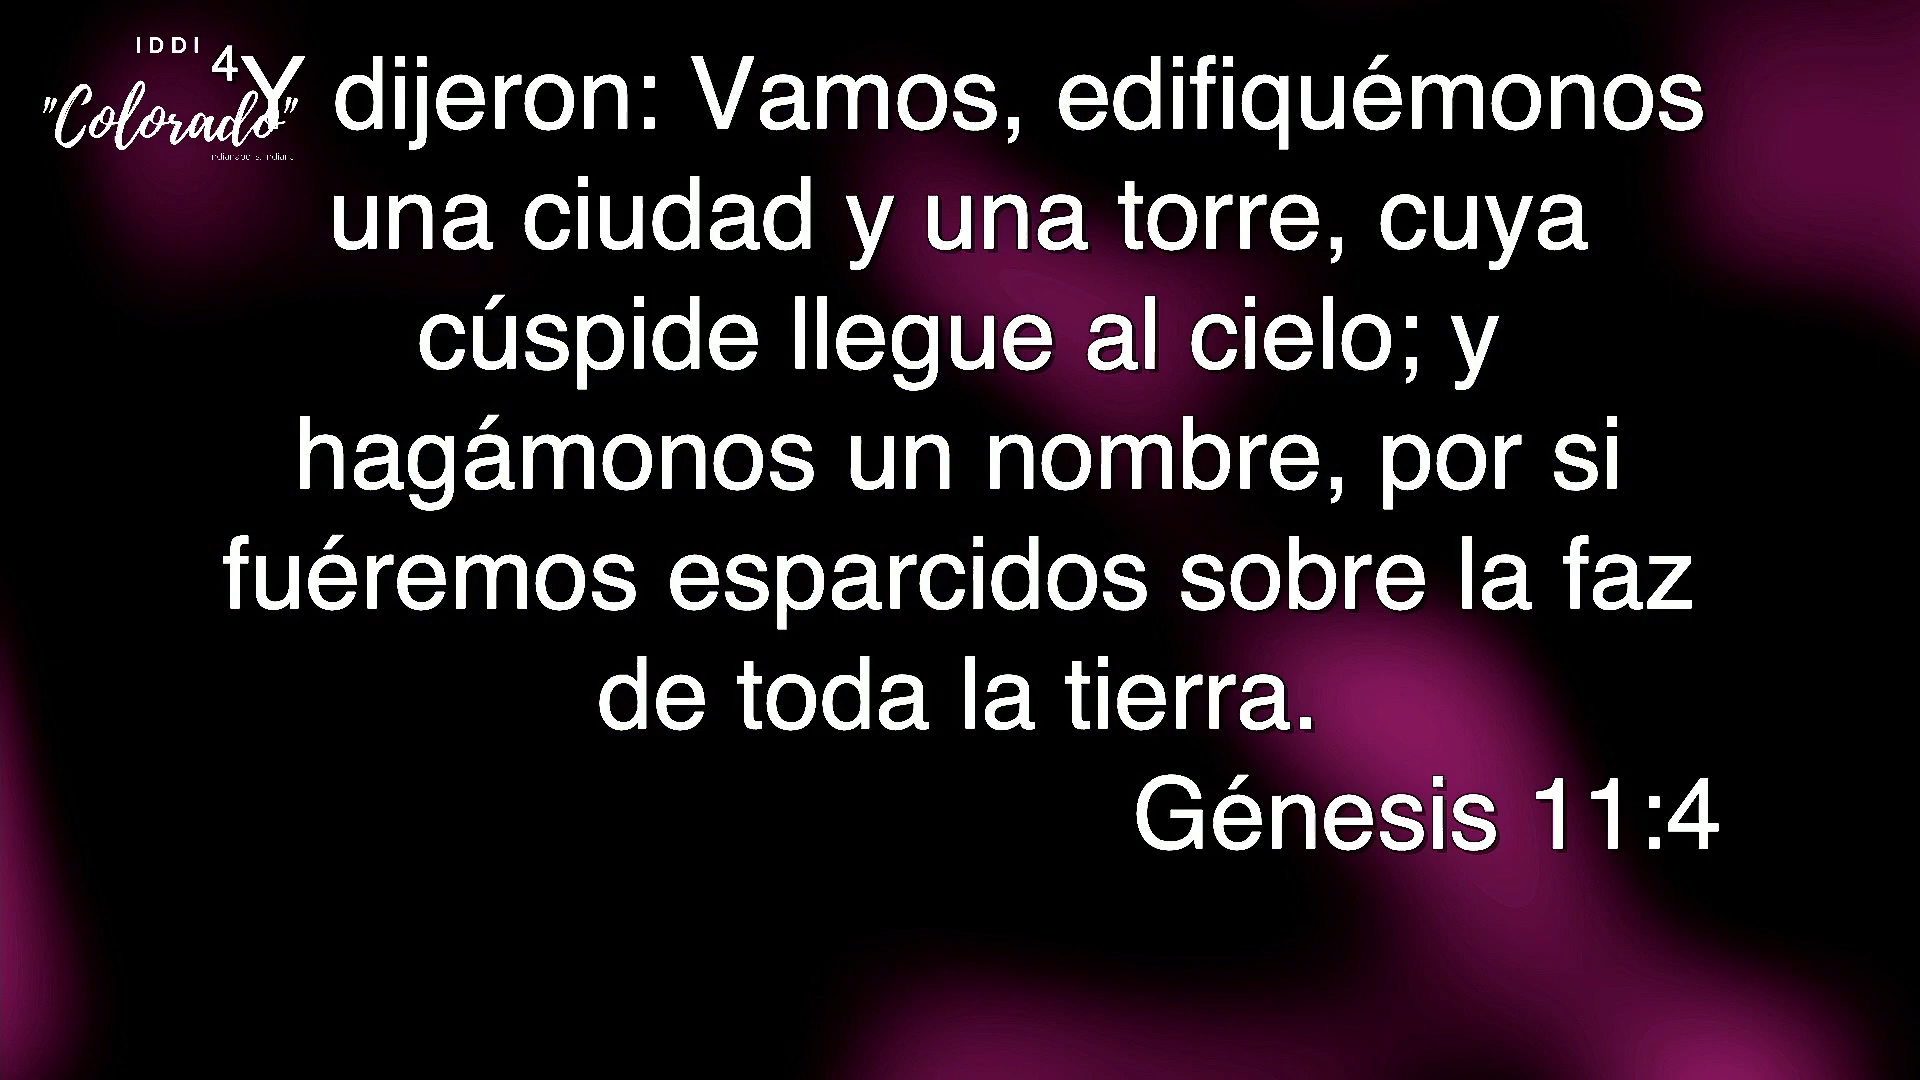 IDDI
"Colorado"
4Y dijeron: Vamos, edifiquémonos
una ciudad y una torre, cuya
cúspide llegue al cielo; y
hagámonos un nombre, por si
fuéremos esparcidos sobre la faz
de toda la tierra.
Génesis 11:4